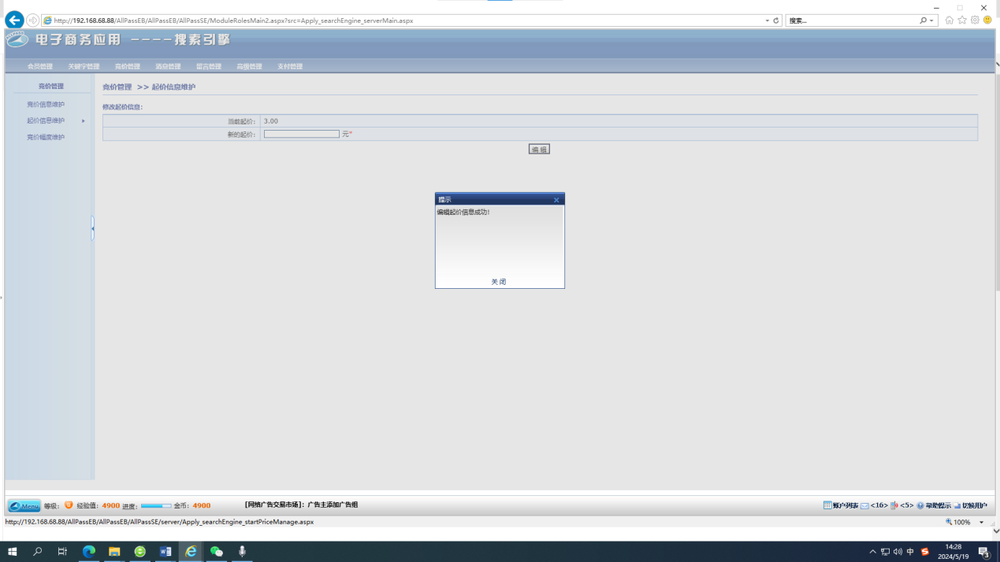 http://192.168.68.88/AllPassEB/AllPassEB/AllPassSE/ModuleRolesMain2.aspx?src=Apply_searchEngine_serverMain.aspx
搜索...
电子商务应用 ----搜索引擎
会员管理 关键字管理 竞价管理 消息管理 留言管理 高级管理 支付管理
竞价管理
竞价信息维护
起价信息维护
竞价幅度维护
竞价管理 >> 起价信息维护
修改起价信息:
当前起价: 3.00
新的起价: 元*
编 辑
提示
编辑起价信息成功!
关 闭
Menu 等级: 8 经验值: 4900 进度: 金币: 4900 [网络广告交易市场]: 广告主添加广告组 账户列表 <16> <5> 帮助提示 切换用户
http://192.168.68.88/AllPassEB/AllPassEB/AllPassSE/server/Apply_searchEngine_startPriceManage.aspx
100%
中
14:28
2024/5/19
3